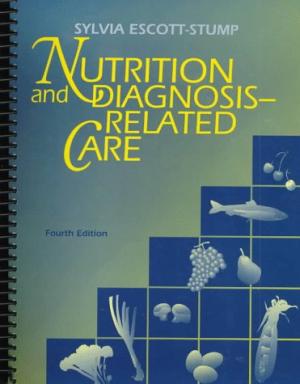 SYLVIA ESCOTT-STUMP
NUTRITION
and DIAGNOSIS–
RELATED
CARE
Fourth Edition